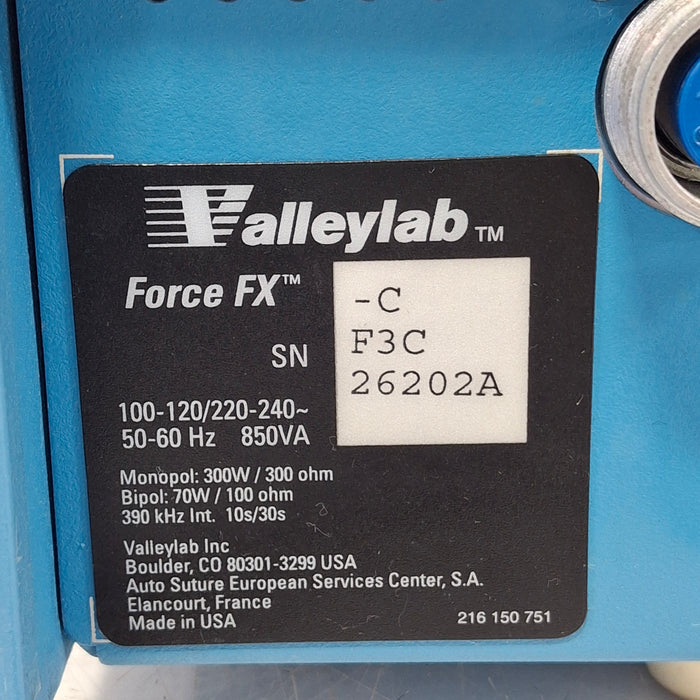 Valleylab™
Force FX™ -C
SN F3C
26202A
100-120/220-240~
50-60 Hz 850VA
Monopol: 300W / 300 ohm
Bipol: 70W / 100 ohm
390 kHz Int. 10s/30s
Valleylab Inc
Boulder, CO 80301-3299 USA
Auto Suture European Services Center, S.A.
Elancourt, France
Made in USA 216 150 751